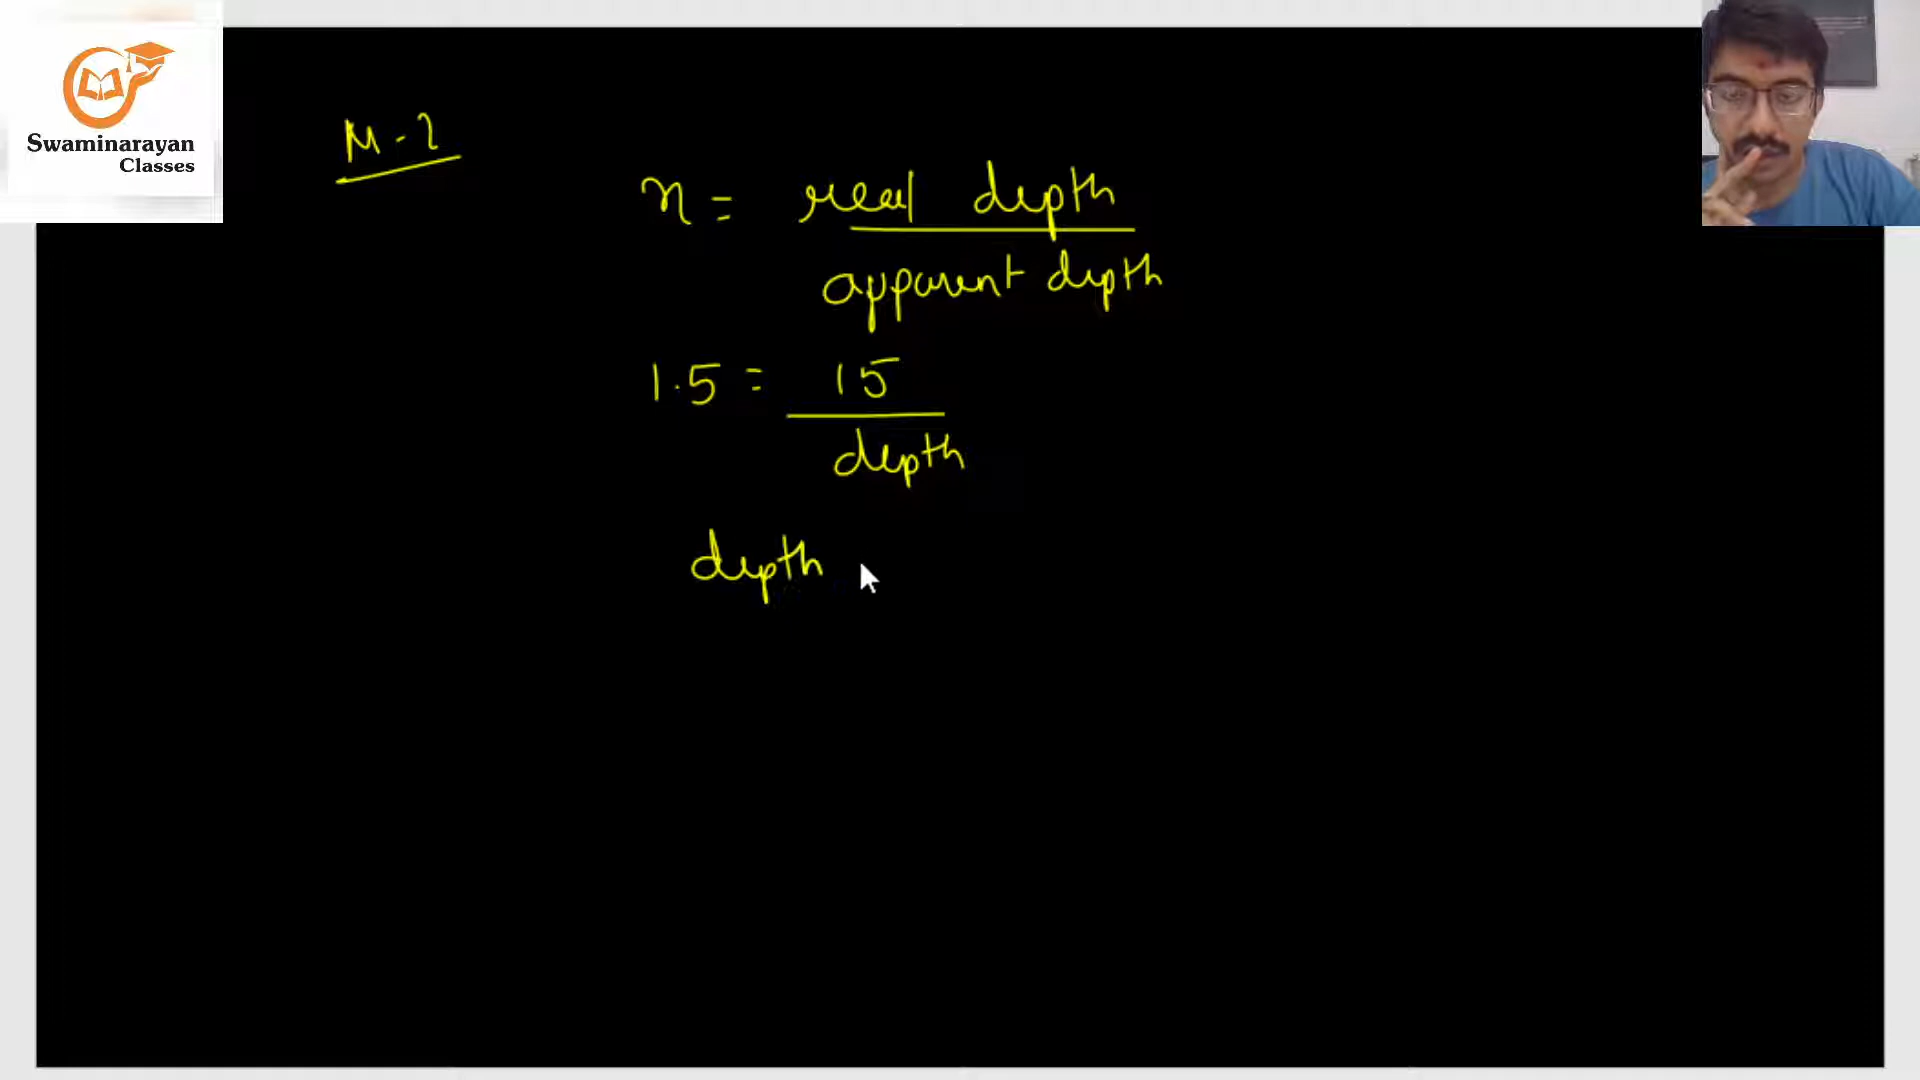 Swaminarayan
Classes
M-2
n = real depth
apparent depth
1.5 = 15
depth
depth